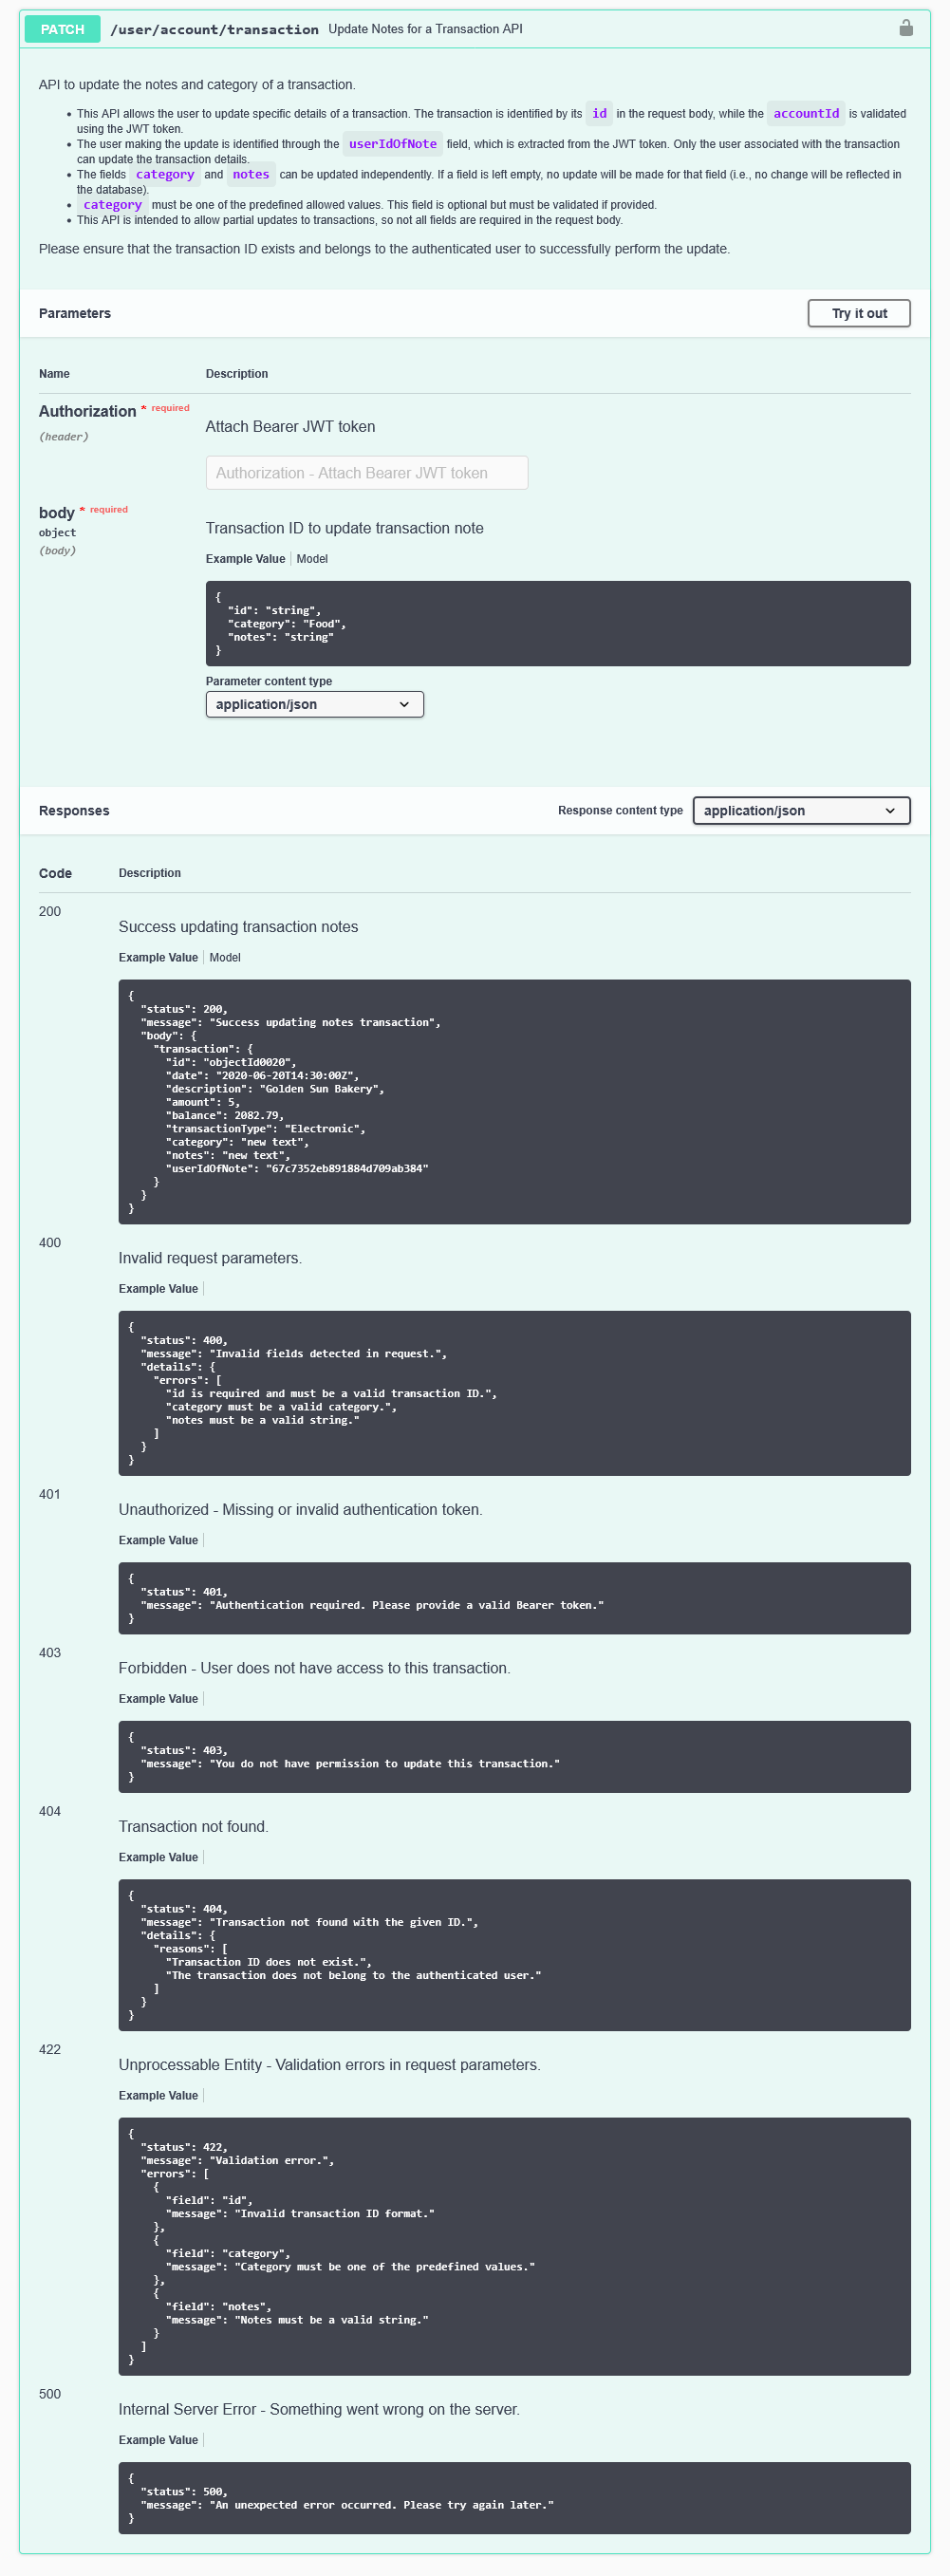 PATCH /user/account/transaction Update Notes for a Transaction API
API to update the notes and category of a transaction.
• This API allows the user to update specific details of a transaction. The transaction is identified by its id in the request body, while the accountId is validated
using the JWT token.
• The user making the update is identified through the userIdOfNote field, which is extracted from the JWT token. Only the user associated with the transaction
can update the transaction details.
• The fields category and notes can be updated independently. If a field is left empty, no update will be made for that field (i.e., no change will be reflected in
the database).
• category must be one of the predefined allowed values. This field is optional but must be validated if provided.
• This API is intended to allow partial updates to transactions, so not all fields are required in the request body.
Please ensure that the transaction ID exists and belongs to the authenticated user to successfully perform the update.
Parameters Try it out
Name Description
Authorization * required
(header)
Attach Bearer JWT token
Authorization - Attach Bearer JWT token
body * required
object
(body)
Transaction ID to update transaction note
Example Value Model
{
  "id": "string",
  "category": "Food",
  "notes": "string"
}
Parameter content type
application/json
Responses Response content type application/json
Code Description
200
Success updating transaction notes
Example Value Model
{
  "status": 200,
  "message": "Success updating notes transaction",
  "body": {
    "transaction": {
      "id": "objectId0020",
      "date": "2020-06-20T14:30:00Z",
      "description": "Golden Sun Bakery",
      "amount": 5,
      "balance": 2082.79,
      "transactionType": "Electronic",
      "category": "new text",
      "notes": "new text",
      "userIdOfNote": "67c7352eb891884d709ab384"
    }
  }
}
400
Invalid request parameters.
Example Value
{
  "status": 400,
  "message": "Invalid fields detected in request.",
  "details": {
    "errors": [
      "id is required and must be a valid transaction ID.",
      "category must be a valid category.",
      "notes must be a valid string."
    ]
  }
}
401
Unauthorized - Missing or invalid authentication token.
Example Value
{
  "status": 401,
  "message": "Authentication required. Please provide a valid Bearer token."
}
403
Forbidden - User does not have access to this transaction.
Example Value
{
  "status": 403,
  "message": "You do not have permission to update this transaction."
}
404
Transaction not found.
Example Value
{
  "status": 404,
  "message": "Transaction not found with the given ID.",
  "details": {
    "reasons": [
      "Transaction ID does not exist.",
      "The transaction does not belong to the authenticated user."
    ]
  }
}
422
Unprocessable Entity - Validation errors in request parameters.
Example Value
{
  "status": 422,
  "message": "Validation error.",
  "errors": [
    {
      "field": "id",
      "message": "Invalid transaction ID format."
    },
    {
      "field": "category",
      "message": "Category must be one of the predefined values."
    },
    {
      "field": "notes",
      "message": "Notes must be a valid string."
    }
  ]
}
500
Internal Server Error - Something went wrong on the server.
Example Value
{
  "status": 500,
  "message": "An unexpected error occurred. Please try again later."
}